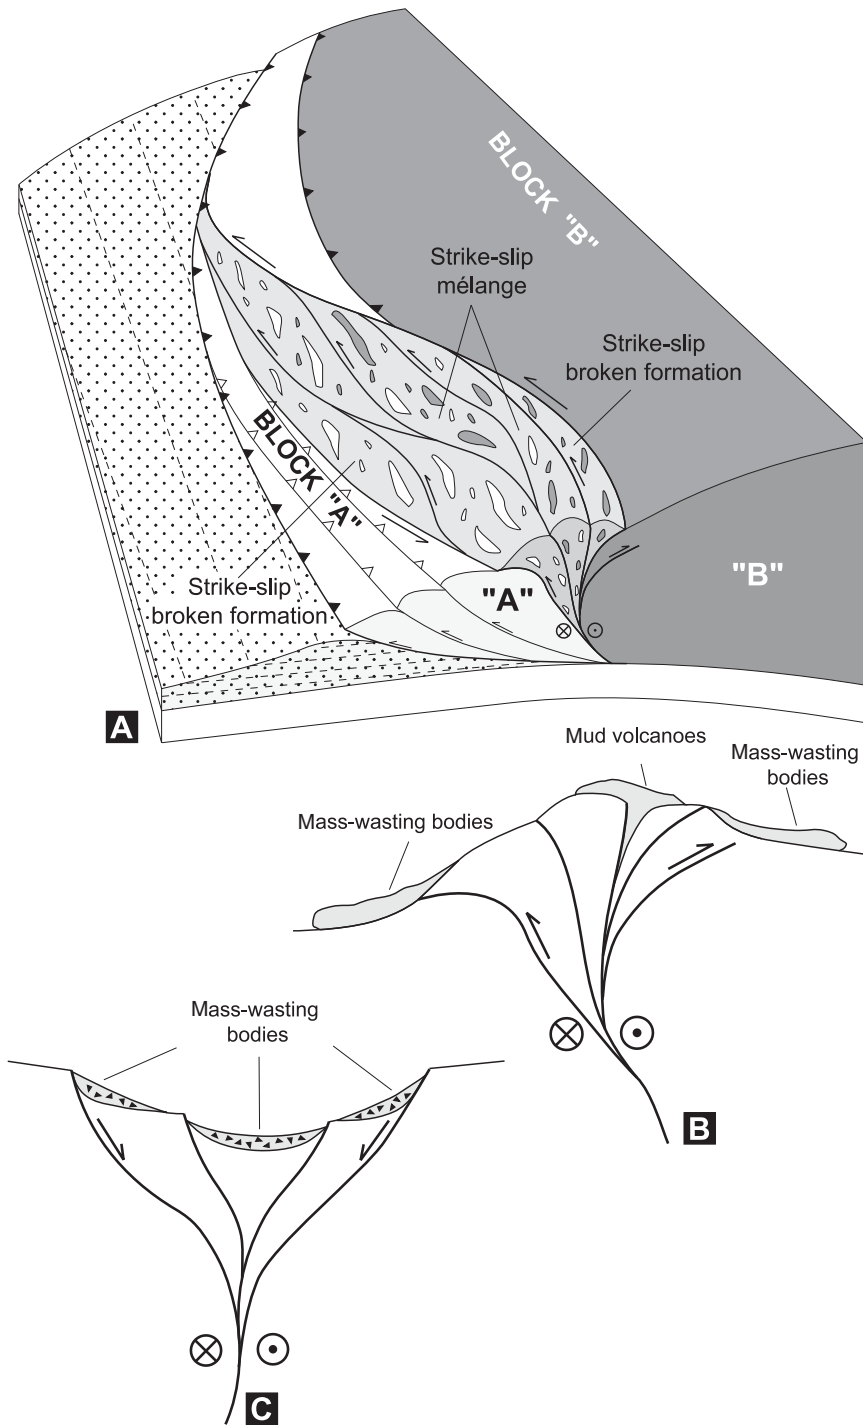 BLOCK "B"
Strike-slip
mélange
Strike-slip
broken formation
BLOCK "A"
Strike-slip
broken formation
"A"
"B"
A
Mud volcanoes
Mass-wasting
bodies
Mass-wasting bodies
B
Mass-wasting
bodies
C